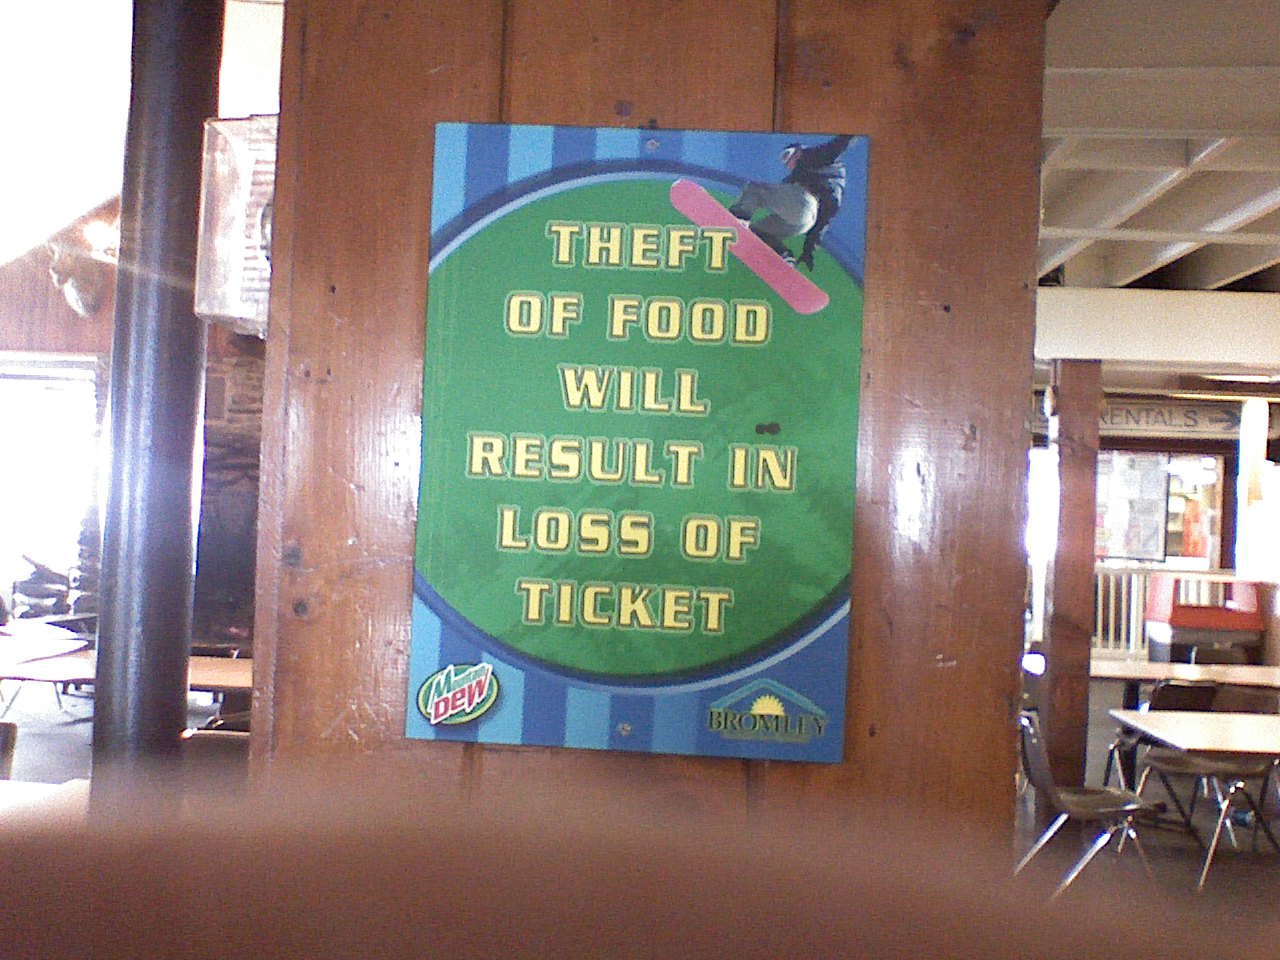 THEFT
OF FOOD
WILL
RESULT IN
LOSS OF
TICKET
Mountain
DEW
BROMLEY
RENTALS